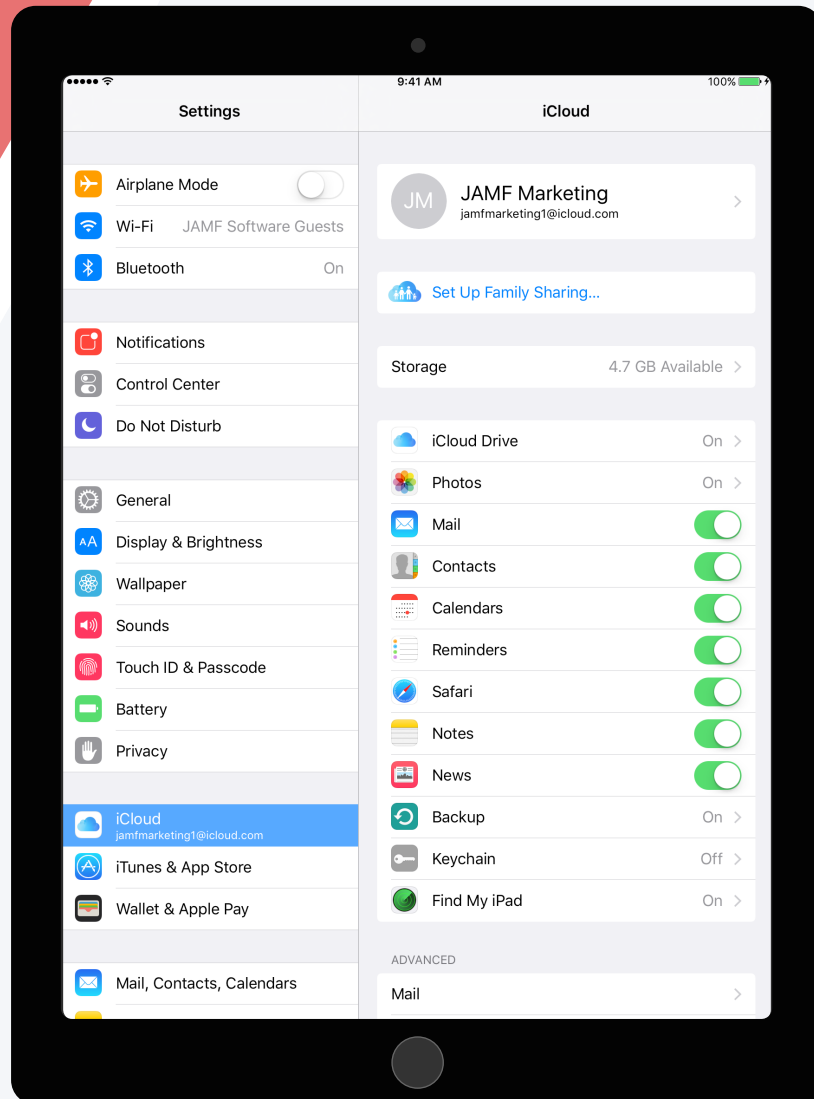 9:41 AM
100%
Settings
Airplane Mode
Wi-Fi JAMF Software Guests
Bluetooth On
Notifications
Control Center
Do Not Disturb
General
AA Display & Brightness
Wallpaper
Sounds
Touch ID & Passcode
Battery
Privacy
iCloud
jamfmarketing1@icloud.com
iTunes & App Store
Wallet & Apple Pay
Mail, Contacts, Calendars
iCloud
JM
JAMF Marketing
jamfmarketing1@icloud.com
Set Up Family Sharing...
Storage 4.7 GB Available
iCloud Drive On
Photos On
Mail
Contacts
Calendars
Reminders
Safari
Notes
News
Backup On
Keychain Off
Find My iPad On
ADVANCED
Mail